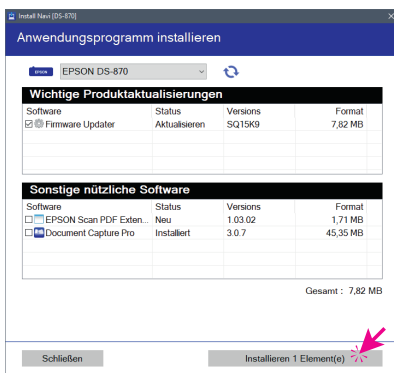 Install Navi [DS-870]
Anwendungsprogramm installieren
EPSON EPSON DS-870
Wichtige Produktaktualisierungen
Software Status Versions Format
Firmware Updater Aktualisieren SQ15K9 7,82 MB
Sonstige nützliche Software
Software Status Versions Format
EPSON Scan PDF Exten... Neu 1.03.02 1,71 MB
Document Capture Pro Installiert 3.0.7 45,35 MB
Gesamt : 7,82 MB
Schließen Installieren 1 Element(e)